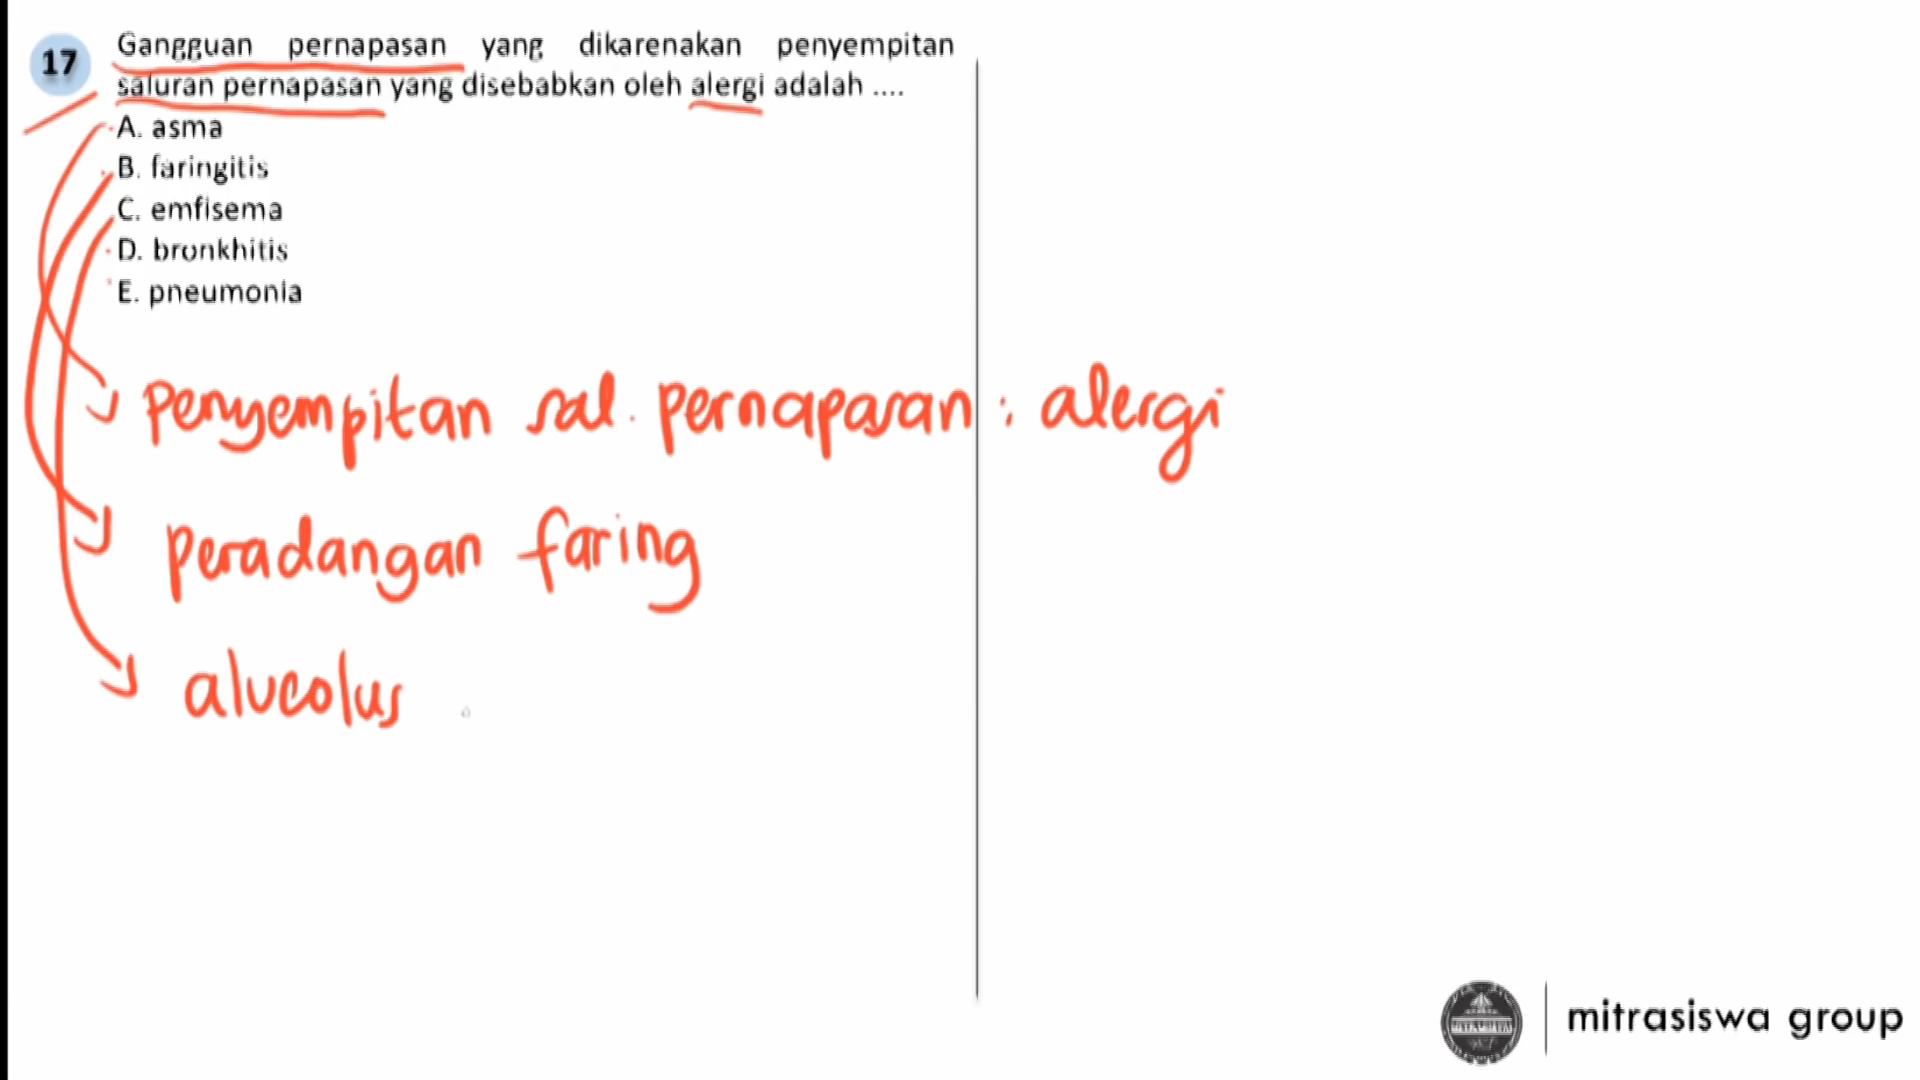 17
Gangguan pernapasan yang dikarenakan penyempitan
saluran pernapasan yang disebabkan oleh alergi adalah ....
A. asma
B. faringitis
C. emfisema
D. bronkhitis
E. pneumonia
penyempitan sal. pernapasan : alergi
peradangan faring
alveolus
mitrasiswa group